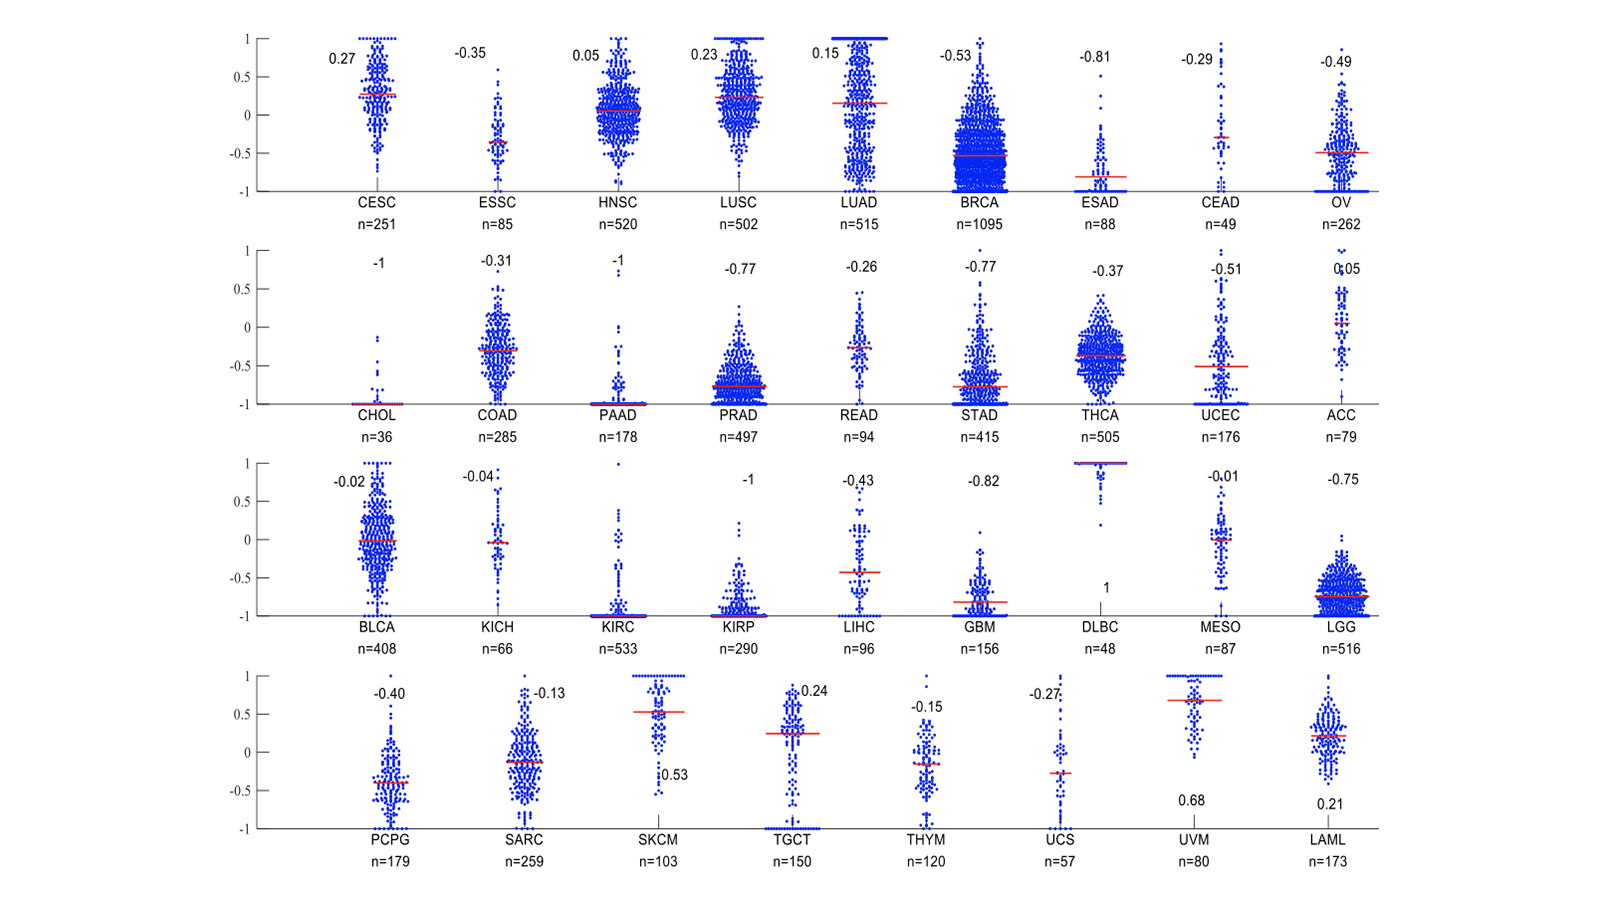 1
0.5
0
-0.5
-1
0.27 -0.35 0.05 0.23 0.15 -0.53 -0.81 -0.29 -0.49
CESC ESSC HNSC LUSC LUAD BRCA ESAD CEAD OV
n=251 n=85 n=520 n=502 n=515 n=1095 n=88 n=49 n=262
1
0.5
0
-0.5
-1
-1 -0.31 -1 -0.77 -0.26 -0.77 -0.37 -0.51 0.05
CHOL COAD PAAD PRAD READ STAD THCA UCEC ACC
n=36 n=285 n=178 n=497 n=94 n=415 n=505 n=176 n=79
1
0.5
0
-0.5
-1
-0.02 -0.04 -1 -0.43 -0.82 1 -0.01 -0.75
BLCA KICH KIRC KIRP LIHC GBM DLBC MESO LGG
n=408 n=66 n=533 n=290 n=96 n=156 n=48 n=87 n=516
1
0.5
0
-0.5
-1
-0.40 -0.13 0.53 0.24 -0.15 -0.27 0.68 0.21
PCPG SARC SKCM TGCT THYM UCS UVM LAML
n=179 n=259 n=103 n=150 n=120 n=57 n=80 n=173